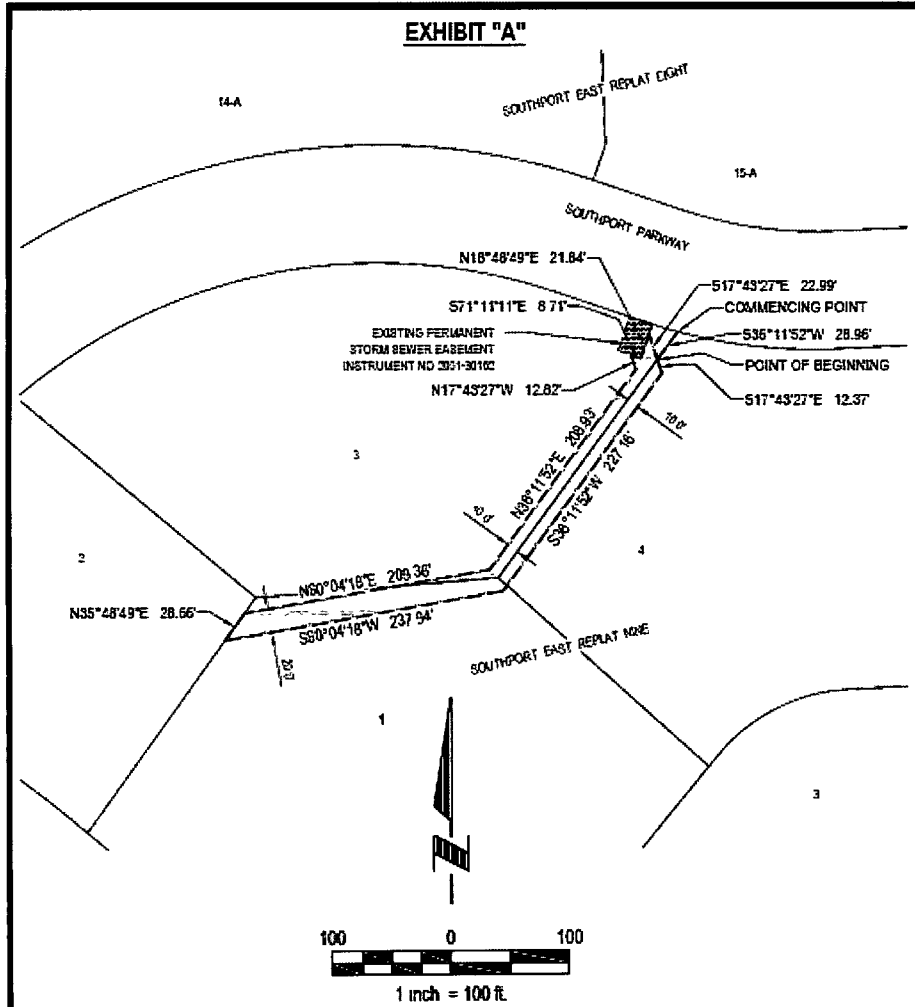 EXHIBIT "A"
14-A
SOUTHPORT EAST REPLAT EIGHT
15-A
SOUTHPORT PARKWAY
N18°48'49"E 21.84'
S17°43'27"E 22.99'
S71°11'11"E 8.71'
COMMENCING POINT
EXISTING PERMANENT
STORM SEWER EASEMENT
INSTRUMENT NO
S36°11'52"W 28.96'
POINT OF BEGINNING
N17°43'27"W 12.82'
S17°43'27"E 12.37'
10.0'
3
N38°11'52"E 208.93'
S38°11'52"W 227.16'
10.0'
2
4
N80°04'18"E 209.36'
N35°48'49"E 28.66'
S80°04'18"W 237.94'
20.0'
SOUTHPORT EAST REPLAT NINE
1
3
100 0 100
1 inch = 100 ft.